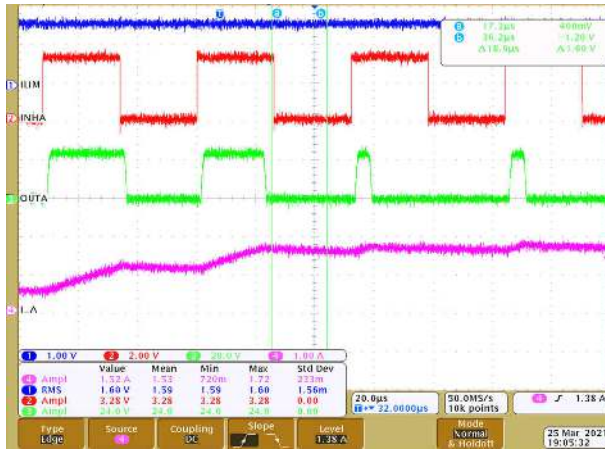 T a b
a 17.2µs 400mV
b 36.2µs -1.20 V
Δ18.9µs Δ1.60 V
1 ILIM
2 INHA
3 OUTA
4 I_A
1 1.00 V 2 2.00 V 3 20.0 V 4 1.00 A
Value Mean Min Max Std Dev
4 Ampl 1.52 A 1.53 720m 1.72 233m
1 RMS 1.60 V 1.59 1.59 1.60 1.56m
2 Ampl 3.28 V 3.28 3.28 3.28 0.00
3 Ampl 24.0 V 24.0 24.0 24.0 0.00
20.0µs 50.0MS/s 4 1.38 A
T 32.0000µs 10k points
Type Source Coupling Slope Level Mode
Edge 4 DC 1.38 A Normal
& Holdoff
25 Mar 2021
19:05:32